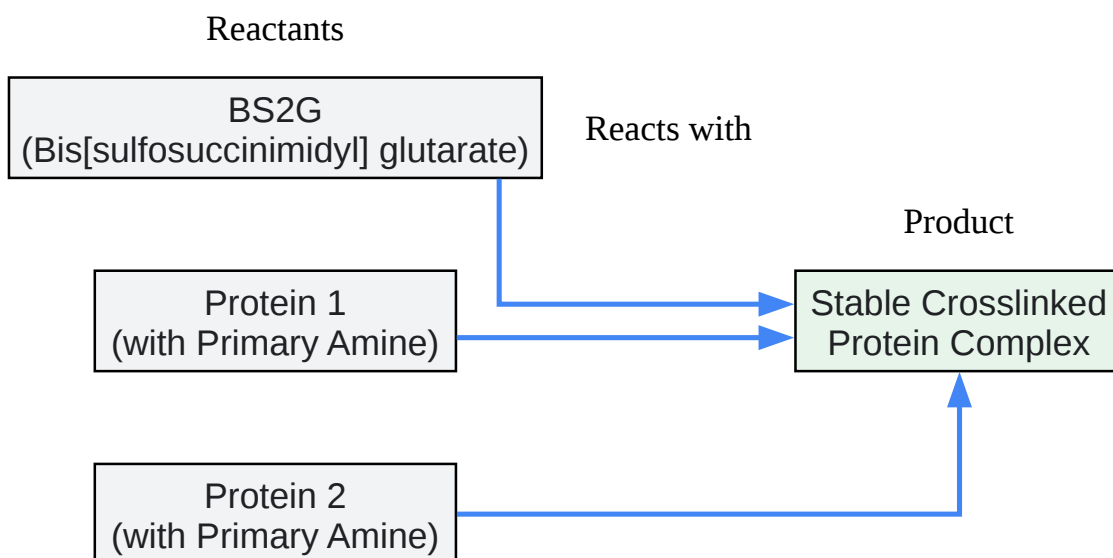 Reactants
BS2G
(Bis[sulfosuccinimidyl] glutarate)
Reacts with
Product
Protein 1
(with Primary Amine)
Stable Crosslinked
Protein Complex
Protein 2
(with Primary Amine)